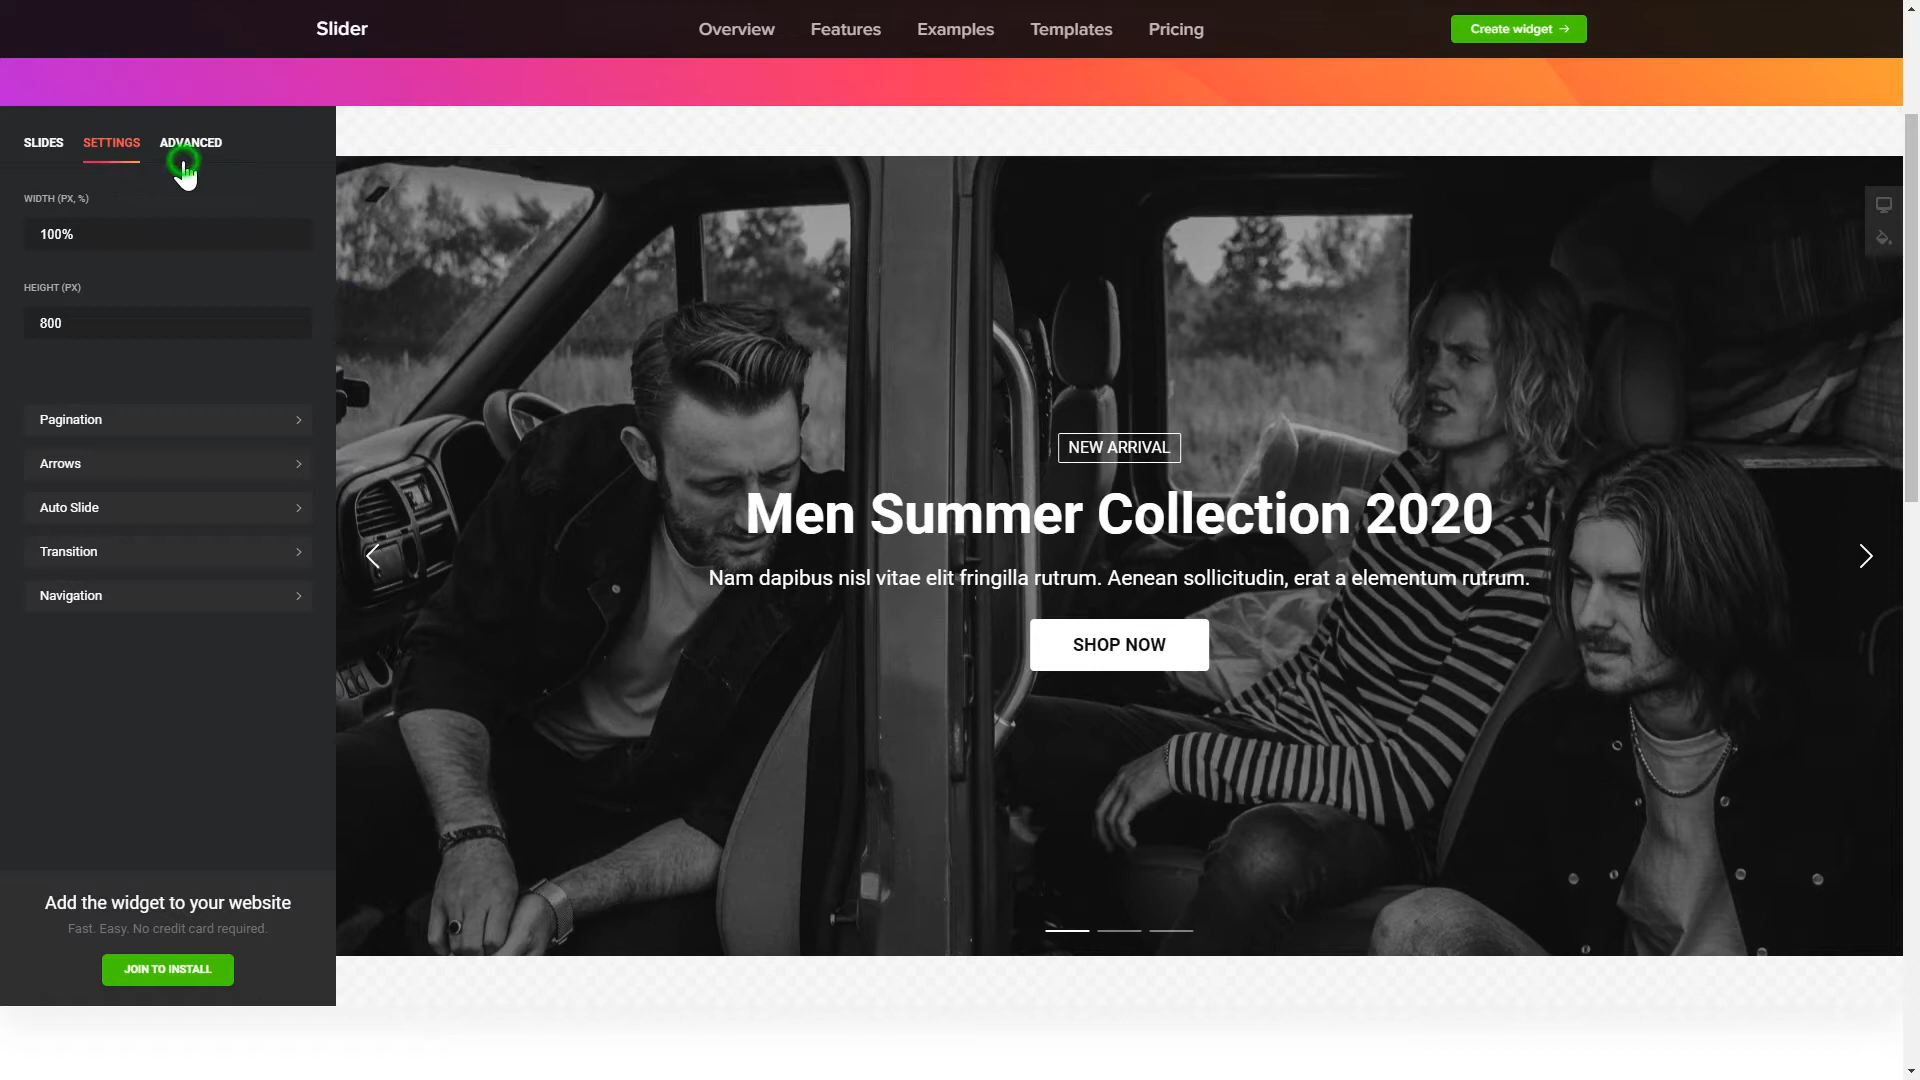 Slider
Overview
Features
Examples
Templates
Pricing
Create widget →
SLIDES
SETTINGS
ADVANCED
WIDTH (PX, %)
100%
HEIGHT (PX)
800
Pagination
Arrows
Auto Slide
Transition
Navigation
NEW ARRIVAL
Men Summer Collection 2020
Nam dapibus nisl vitae elit fringilla rutrum. Aenean sollicitudin, erat a elementum rutrum.
SHOP NOW
Add the widget to your website
Fast. Easy. No credit card required.
JOIN TO INSTALL